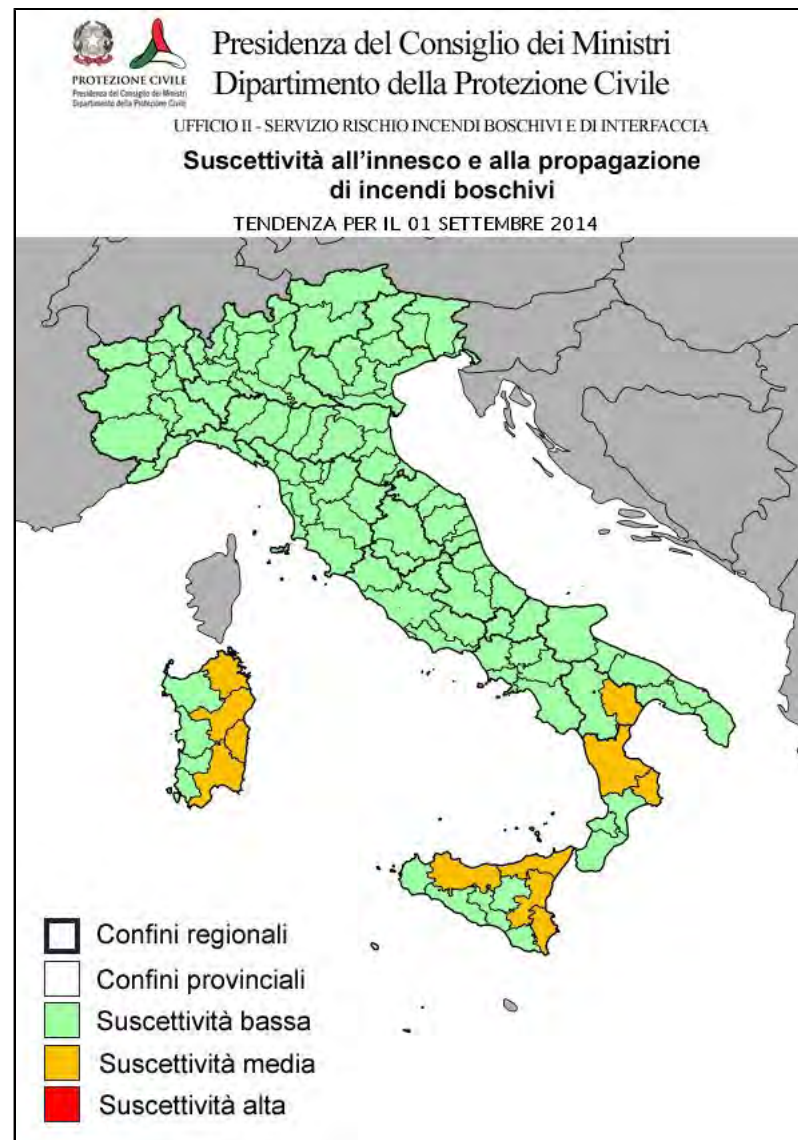 PROTEZIONE CIVILE
Presidenza del Consiglio dei Ministri
Dipartimento della Protezione Civile
Presidenza del Consiglio dei Ministri
Dipartimento della Protezione Civile
UFFICIO II - SERVIZIO RISCHIO INCENDI BOSCHIVI E DI INTERFACCIA
Suscettività all'innesco e alla propagazione
di incendi boschivi
TENDENZA PER IL 01 SETTEMBRE 2014
Confini regionali
Confini provinciali
Suscettività bassa
Suscettività media
Suscettività alta